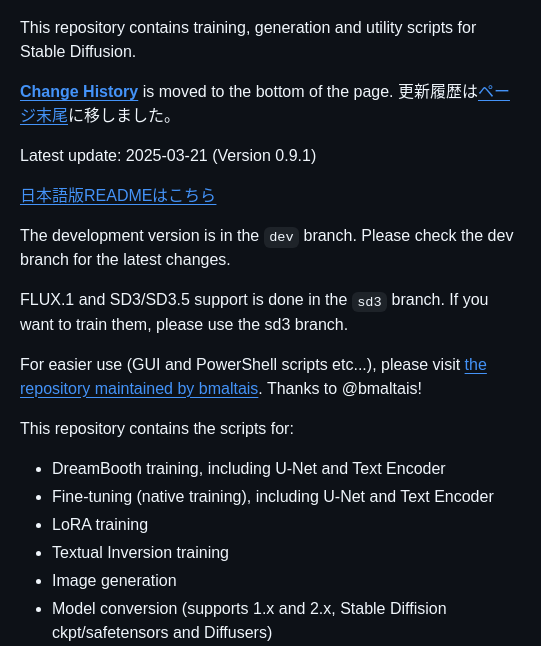 This repository contains training, generation and utility scripts for
Stable Diffusion.
Change History is moved to the bottom of the page. 更新履歴はペー
ジ末尾に移しました。
Latest update: 2025-03-21 (Version 0.9.1)
日本語版READMEはこちら
The development version is in the dev branch. Please check the dev
branch for the latest changes.
FLUX.1 and SD3/SD3.5 support is done in the sd3 branch. If you
want to train them, please use the sd3 branch.
For easier use (GUI and PowerShell scripts etc...), please visit the
repository maintained by bmaltais. Thanks to @bmaltais!
This repository contains the scripts for:
• DreamBooth training, including U-Net and Text Encoder
• Fine-tuning (native training), including U-Net and Text Encoder
• LoRA training
• Textual Inversion training
• Image generation
• Model conversion (supports 1.x and 2.x, Stable Diffision
ckpt/safetensors and Diffusers)